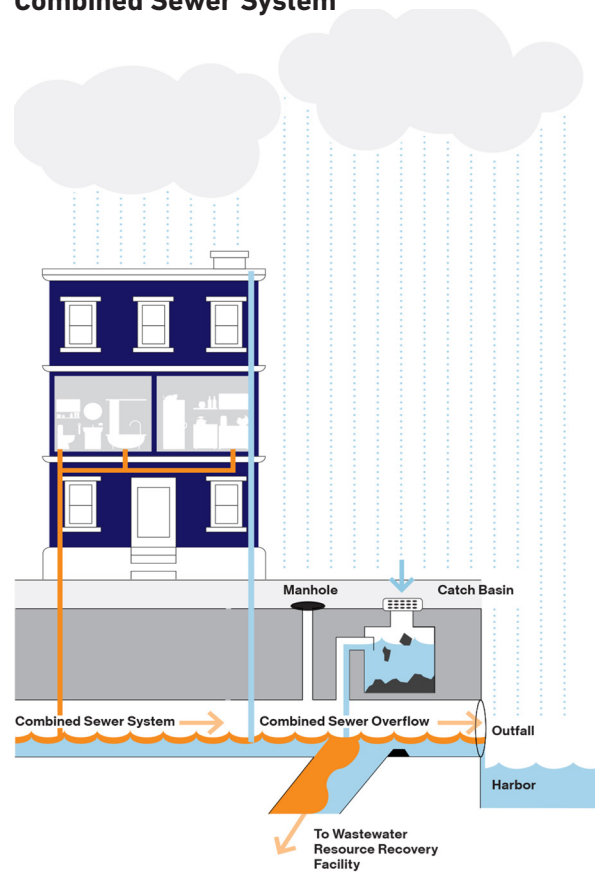 Combined Sewer System
Manhole
Catch Basin
Combined Sewer System
Combined Sewer Overflow
Outfall
Harbor
To Wastewater
Resource Recovery
Facility